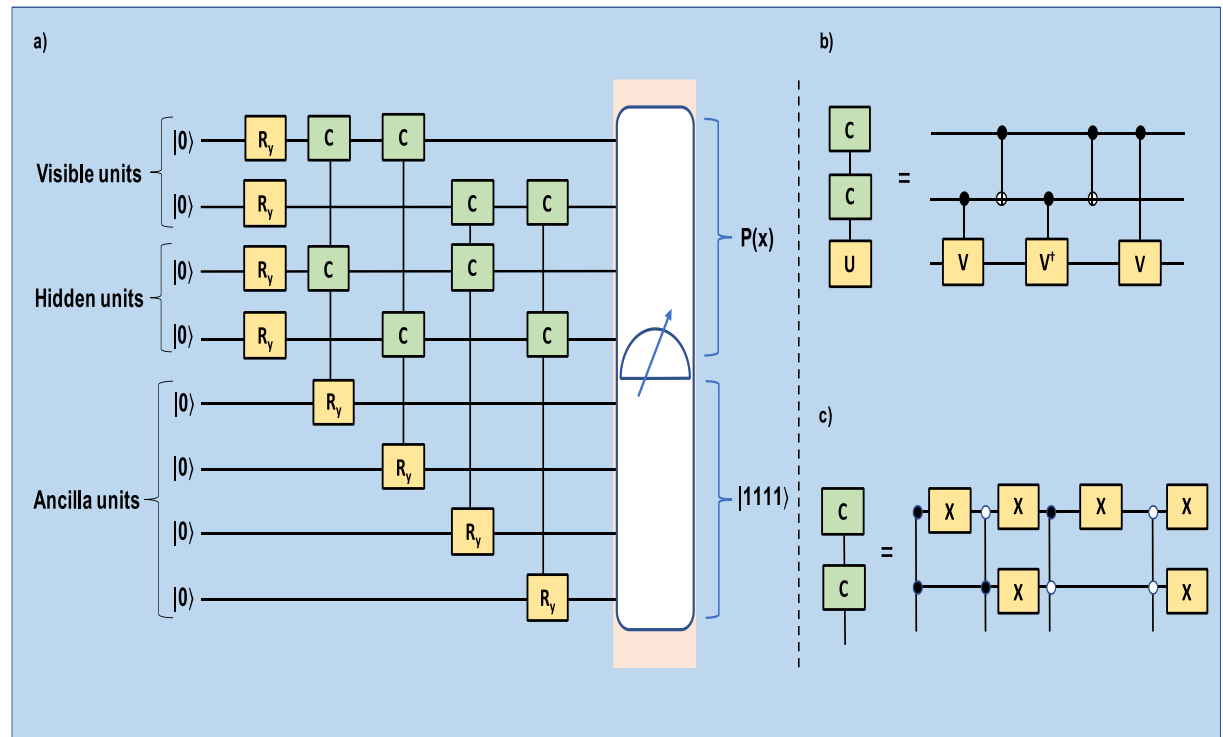 a)
b)
|0⟩ R_y C C
C
Visible units
|0⟩ R_y C C
C
=
|0⟩ R_y C C
P(x)
U V V† V
Hidden units
|0⟩ R_y C C
|0⟩ R_y
c)
|0⟩ R_y
Ancilla units
|1111⟩
C X X X X
|0⟩ R_y
=
C X X
|0⟩ R_y